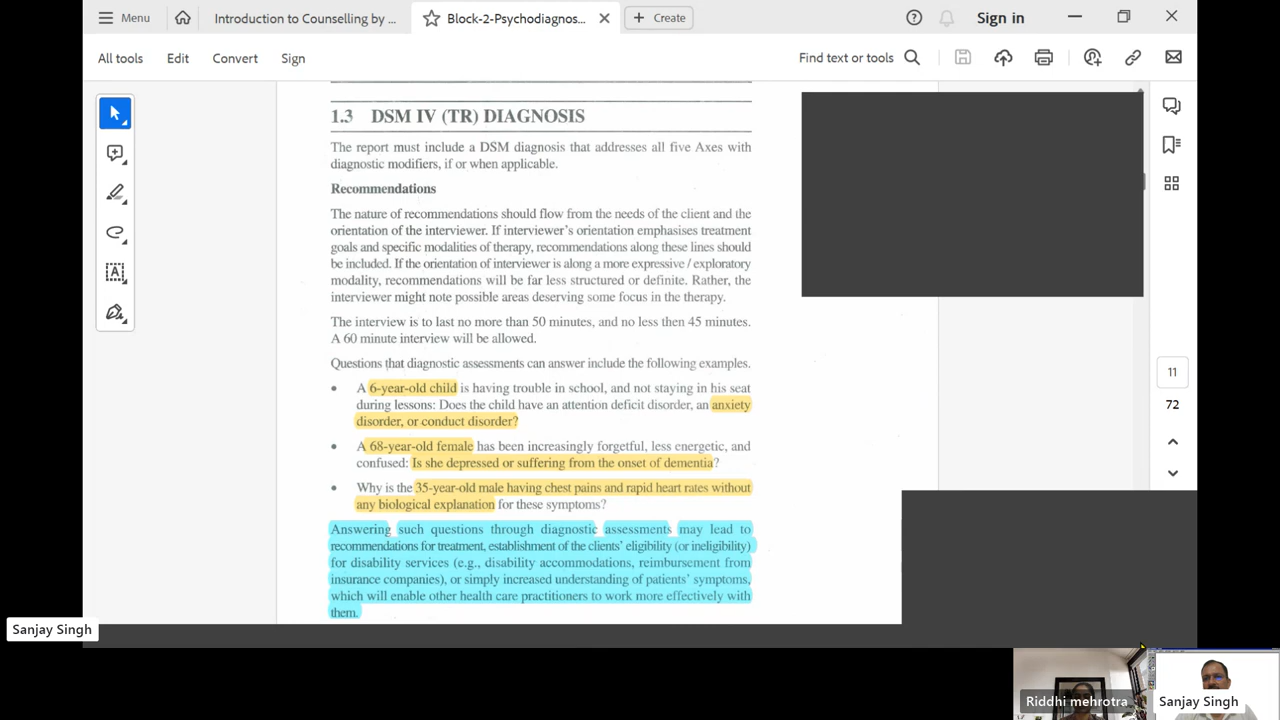 Menu
Introduction to Counselling by ...
Block-2-Psychodiagnos...
Create
Sign in
All tools
Edit
Convert
Sign
Find text or tools
1.3 DSM IV (TR) DIAGNOSIS
The report must include a DSM diagnosis that addresses all five Axes with
diagnostic modifiers, if or when applicable.
Recommendations
The nature of recommendations should flow from the needs of the client and the
orientation of the interviewer. If interviewer's orientation emphasises treatment
goals and specific modalities of therapy, recommendations along these lines should
be included. If the orientation of interviewer is along a more expressive / exploratory
modality, recommendations will be far less structured or definite. Rather, the
interviewer might note possible areas deserving some focus in the therapy.
The interview is to last no more than 50 minutes, and no less then 45 minutes.
A 60 minute interview will be allowed.
Questions that diagnostic assessments can answer include the following examples.
• A 6-year-old child is having trouble in school, and not staying in his seat
during lessons: Does the child have an attention deficit disorder, an anxiety
disorder, or conduct disorder?
• A 68-year-old female has been increasingly forgetful, less energetic, and
confused: Is she depressed or suffering from the onset of dementia?
• Why is the 35-year-old male having chest pains and rapid heart rates without
any biological explanation for these symptoms?
Answering such questions through diagnostic assessments may lead to
recommendations for treatment, establishment of the clients' eligibility (or ineligibility)
for disability services (e.g., disability accommodations, reimbursement from
insurance companies), or simply increased understanding of patients' symptoms,
which will enable other health care practitioners to work more effectively with
them.
11
72
Sanjay Singh
Riddhi mehrotra
Sanjay Singh